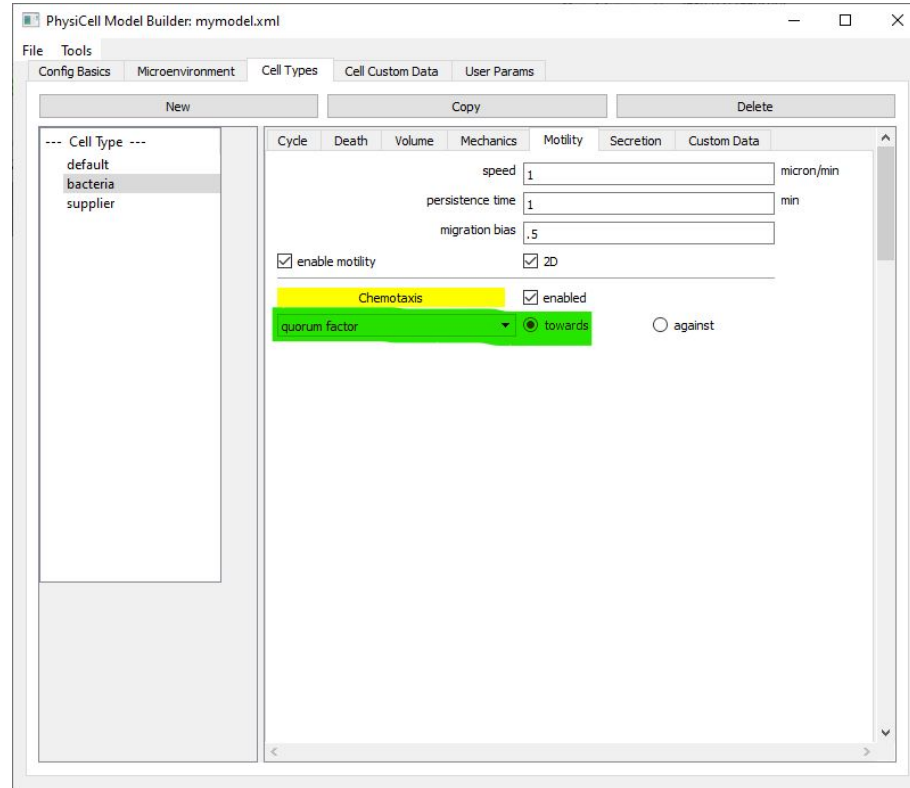 PhysiCell Model Builder: mymodel.xml
File Tools
Config Basics Microenvironment Cell Types Cell Custom Data User Params
New Copy Delete
--- Cell Type ---
default
bacteria
supplier
Cycle Death Volume Mechanics Motility Secretion Custom Data
speed 1 micron/min
persistence time 1 min
migration bias .5
enable motility 2D
Chemotaxis enabled
quorum factor towards against